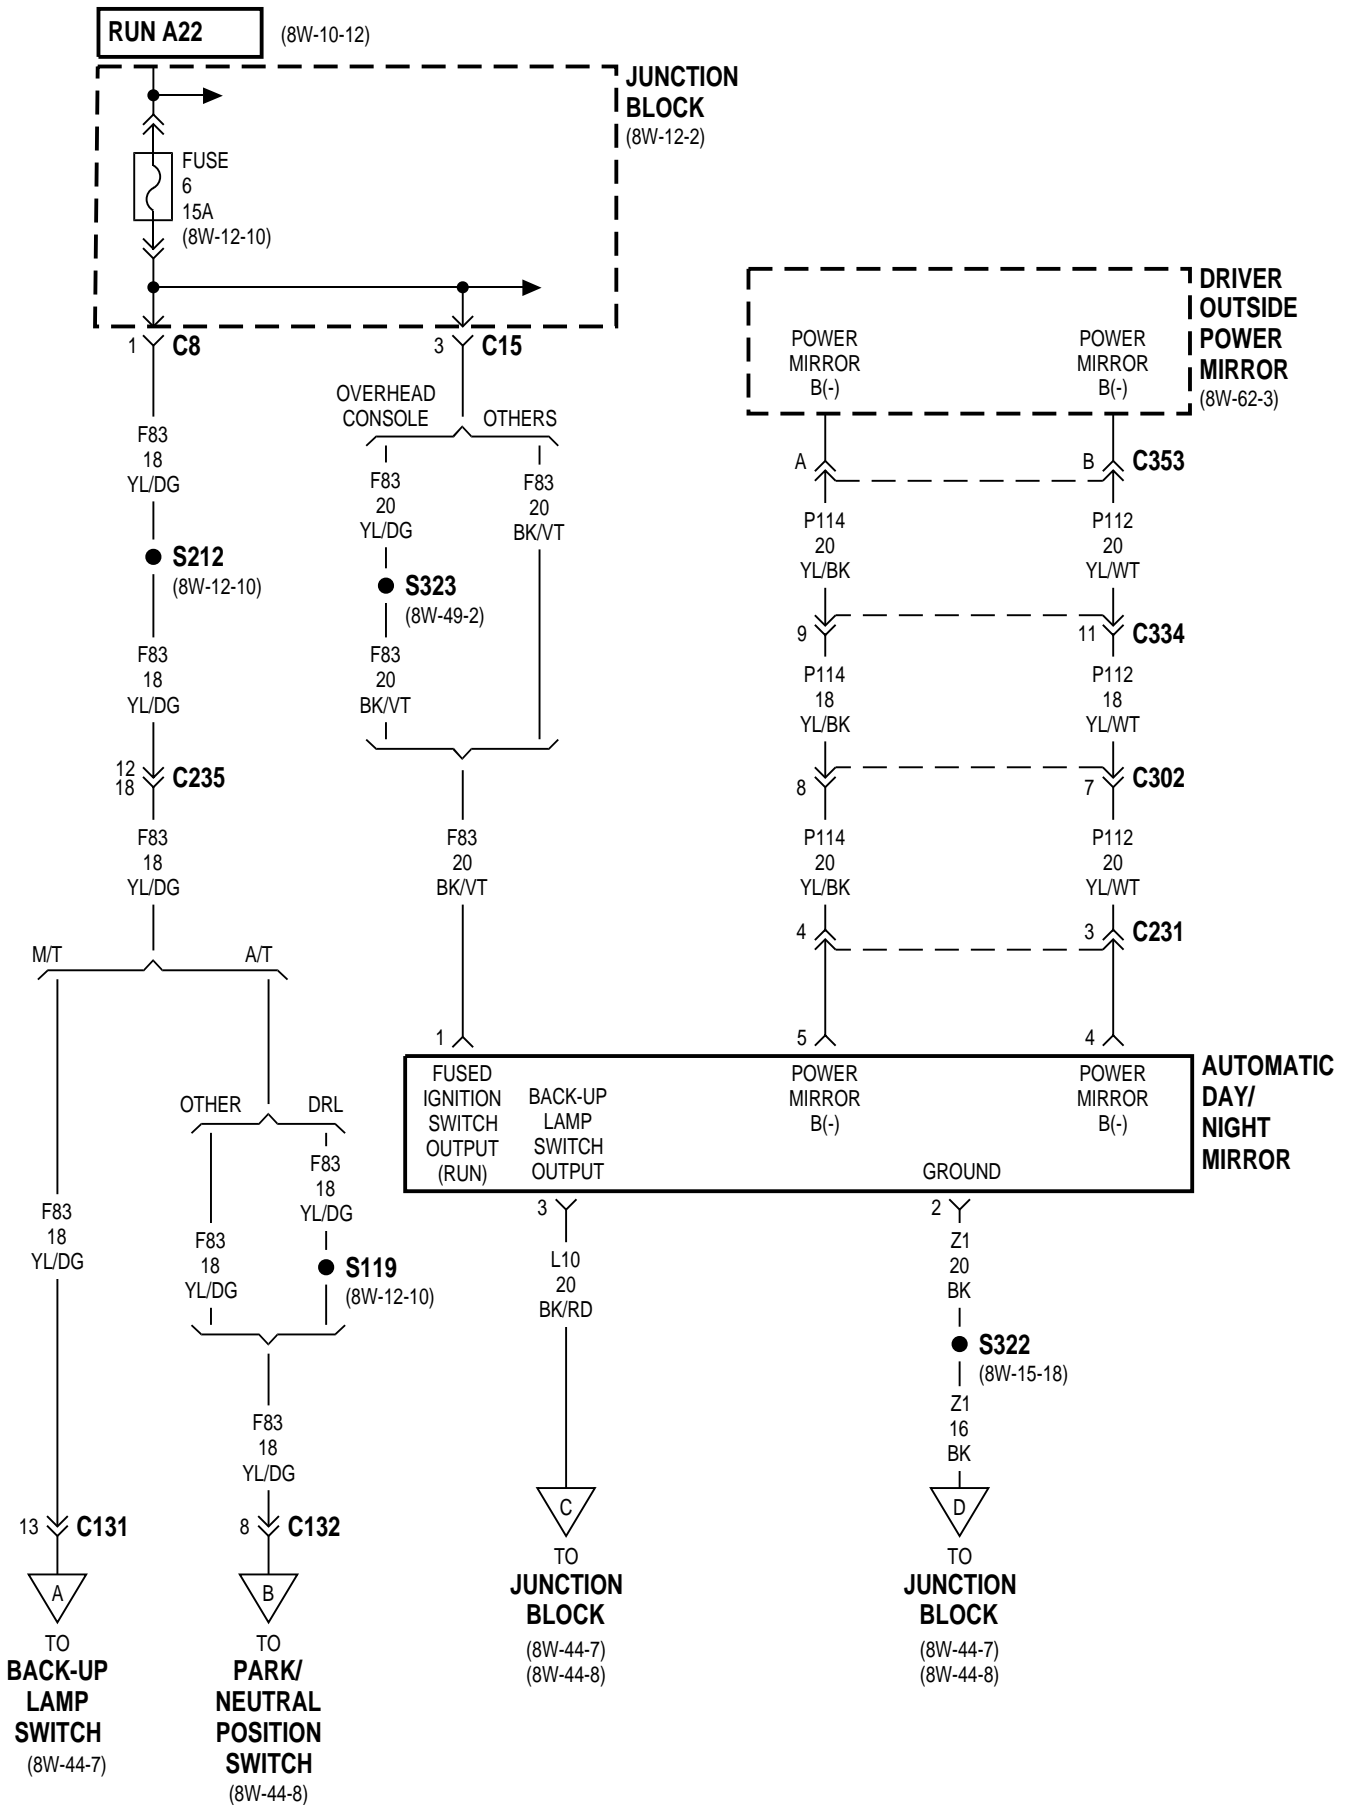 RUN A22
(8W-10-12)
JUNCTION
BLOCK
(8W-12-2)
FUSE
6
15A
(8W-12-10)
1
C8
3
C15
DRIVER
OUTSIDE
POWER
MIRROR
(8W-62-3)
POWER
MIRROR
B(-)
POWER
MIRROR
B(-)
OVERHEAD
CONSOLE
OTHERS
F83
18
YL/DG
F83
20
YL/DG
F83
20
BK/VT
A
B
C353
P114
20
YL/BK
P112
20
YL/WT
S212
(8W-12-10)
S323
(8W-49-2)
9
11
C334
F83
18
YL/DG
F83
20
BK/VT
P114
18
YL/BK
P112
18
YL/WT
12
18
C235
8
7
C302
F83
18
YL/DG
F83
20
BK/VT
P114
20
YL/BK
P112
20
YL/WT
4
3
C231
M/T
A/T
1
5
4
AUTOMATIC
DAY/
NIGHT
MIRROR
FUSED
IGNITION
SWITCH
OUTPUT
(RUN)
BACK-UP
LAMP
SWITCH
OUTPUT
POWER
MIRROR
B(-)
POWER
MIRROR
B(-)
GROUND
OTHER
DRL
F83
18
YL/DG
F83
18
YL/DG
F83
18
YL/DG
S119
(8W-12-10)
3
L10
20
BK/RD
2
Z1
20
BK
S322
(8W-15-18)
Z1
16
BK
F83
18
YL/DG
13
C131
8
C132
A
TO
BACK-UP
LAMP
SWITCH
(8W-44-7)
B
TO
PARK/
NEUTRAL
POSITION
SWITCH
(8W-44-8)
C
TO
JUNCTION
BLOCK
(8W-44-7)
(8W-44-8)
D
TO
JUNCTION
BLOCK
(8W-44-7)
(8W-44-8)